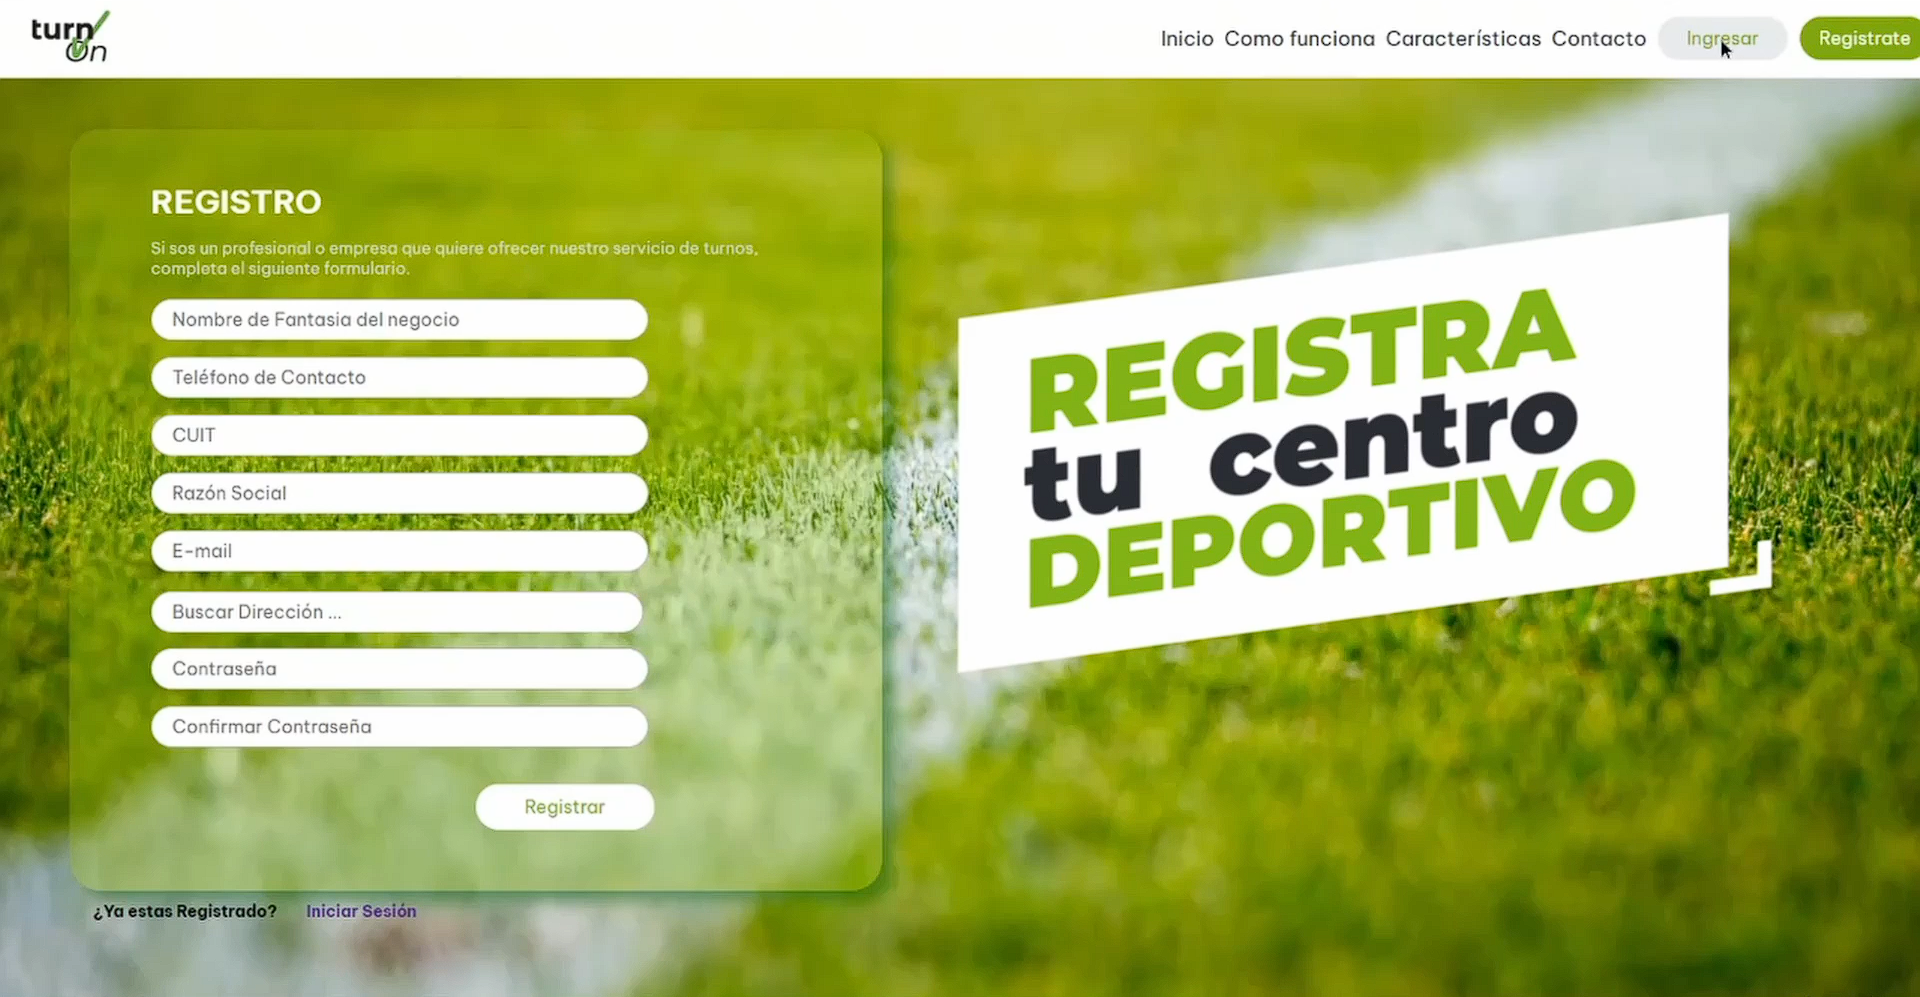 turn
On
Inicio Como funciona Características Contacto Ingresar Registrate
REGISTRO
Si sos un profesional o empresa que quiere ofrecer nuestro servicio de turnos,
completa el siguiente formulario.
Nombre de Fantasia del negocio
Teléfono de Contacto
CUIT
Razón Social
E-mail
Buscar Dirección ...
Contraseña
Confirmar Contraseña
Registrar
¿Ya estas Registrado? Iniciar Sesión
REGISTRA
tu centro
DEPORTIVO